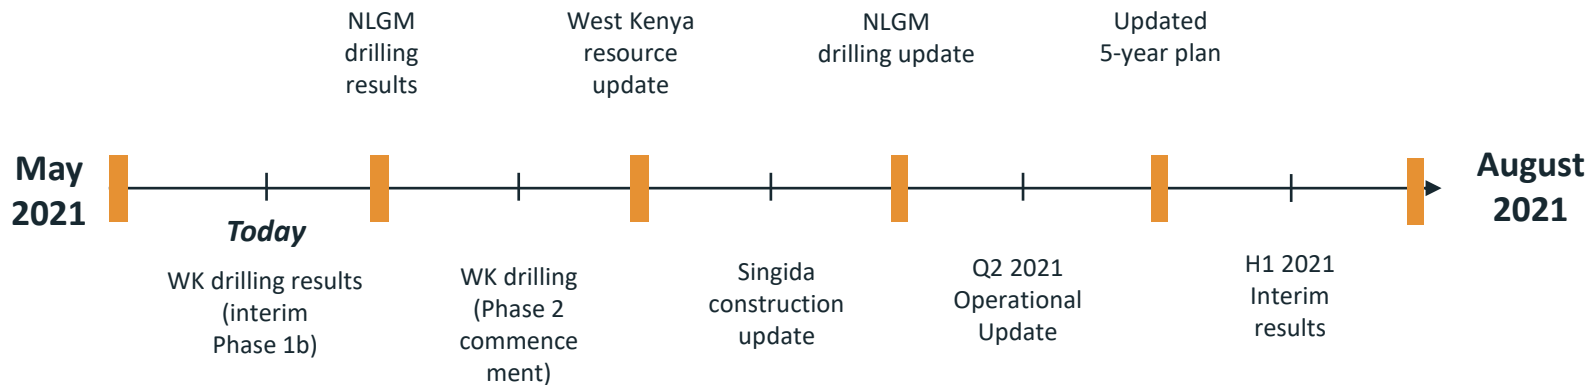 NLGM
drilling
results
West Kenya
resource
update
NLGM
drilling update
Updated
5-year plan
May
2021
August
2021
Today
WK drilling results
(interim
Phase 1b)
WK drilling
(Phase 2
commence
ment)
Singida
construction
update
Q2 2021
Operational
Update
H1 2021
Interim
results